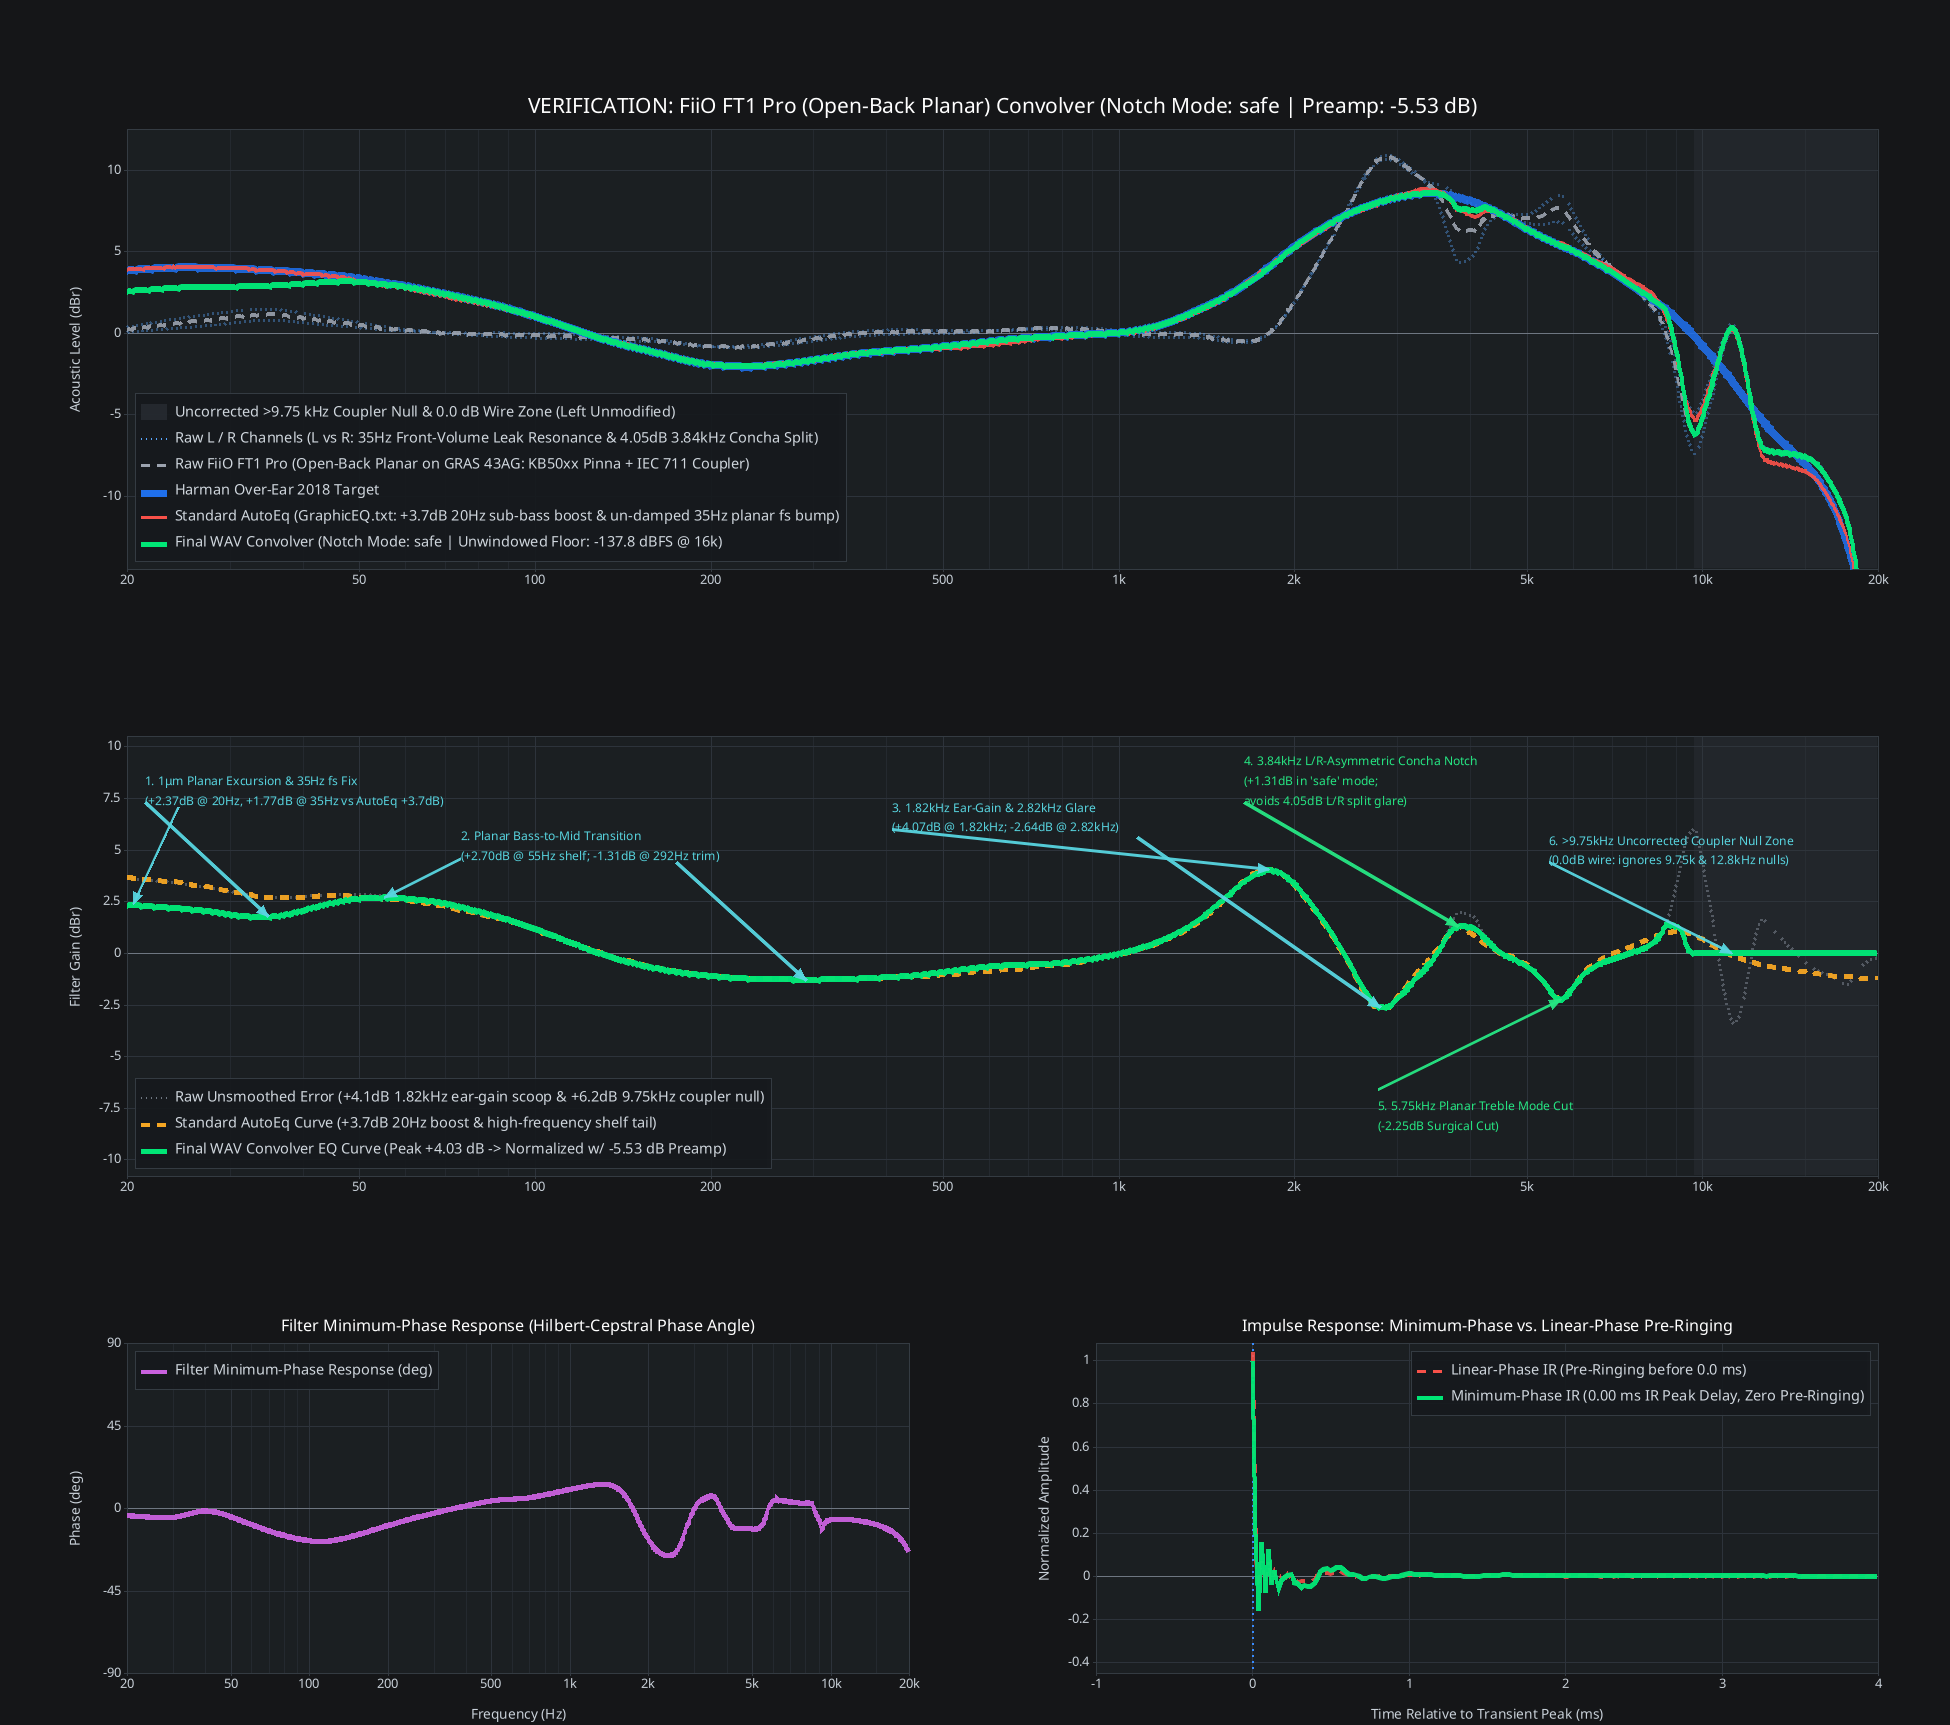 VERIFICATION: FiiO FT1 Pro (Open-Back Planar) Convolver (Notch Mode: safe | Preamp: -5.53 dB)
Acoustic Level (dBr)
10
5
0
-5
-10
Uncorrected >9.75 kHz Coupler Null & 0.0 dB Wire Zone (Left Unmodified)
Raw L / R Channels (L vs R: 35Hz Front-Volume Leak Resonance & 4.05dB 3.84kHz Concha Split)
Raw FiiO FT1 Pro (Open-Back Planar on GRAS 43AG: KB50xx Pinna + IEC 711 Coupler)
Harman Over-Ear 2018 Target
Standard AutoEq (GraphicEQ.txt: +3.7dB 20Hz sub-bass boost & un-damped 35Hz planar fs bump)
Final WAV Convolver (Notch Mode: safe | Unwindowed Floor: -137.8 dBFS @ 16k)
20 50 100 200 500 1k 2k 5k 10k 20k
Filter Gain (dBr)
10
7.5
5
2.5
0
-2.5
-5
-7.5
-10
1. 1µm Planar Excursion & 35Hz fs Fix
(+2.37dB @ 20Hz, +1.77dB @ 35Hz vs AutoEq +3.7dB)
2. Planar Bass-to-Mid Transition
(+2.70dB @ 55Hz shelf; -1.31dB @ 292Hz trim)
3. 1.82kHz Ear-Gain & 2.82kHz Glare
(+4.07dB @ 1.82kHz; -2.64dB @ 2.82kHz)
4. 3.84kHz L/R-Asymmetric Concha Notch
(+1.31dB in 'safe' mode;
avoids 4.05dB L/R split glare)
6. >9.75kHz Uncorrected Coupler Null Zone
(0.0dB wire: ignores 9.75k & 12.8kHz nulls)
5. 5.75kHz Planar Treble Mode Cut
(-2.25dB Surgical Cut)
Raw Unsmoothed Error (+4.1dB 1.82kHz ear-gain scoop & +6.2dB 9.75kHz coupler null)
Standard AutoEq Curve (+3.7dB 20Hz boost & high-frequency shelf tail)
Final WAV Convolver EQ Curve (Peak +4.03 dB -> Normalized w/ -5.53 dB Preamp)
20 50 100 200 500 1k 2k 5k 10k 20k
Filter Minimum-Phase Response (Hilbert-Cepstral Phase Angle)
Phase (deg)
90
45
0
-45
-90
Filter Minimum-Phase Response (deg)
20 50 100 200 500 1k 2k 5k 10k 20k
Frequency (Hz)
Impulse Response: Minimum-Phase vs. Linear-Phase Pre-Ringing
Normalized Amplitude
1
0.8
0.6
0.4
0.2
0
-0.2
-0.4
Linear-Phase IR (Pre-Ringing before 0.0 ms)
Minimum-Phase IR (0.00 ms IR Peak Delay, Zero Pre-Ringing)
-1 0 1 2 3 4
Time Relative to Transient Peak (ms)